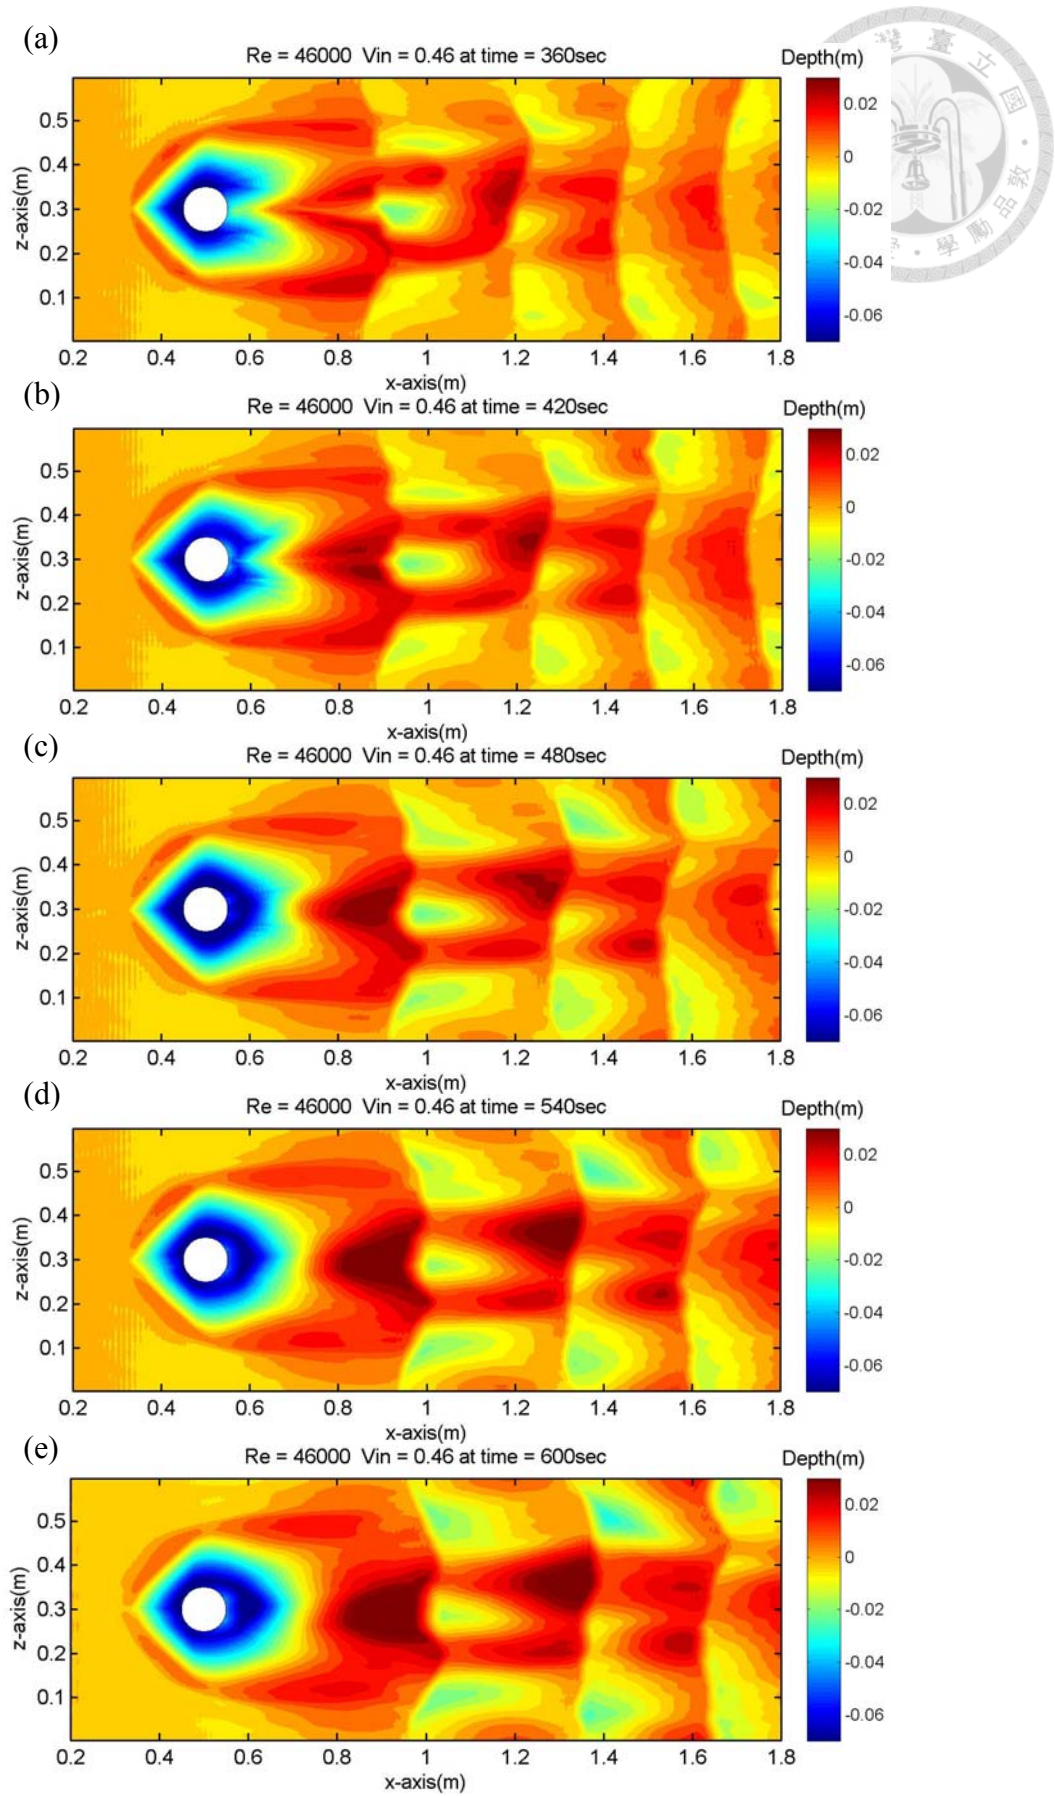 (a)
Re = 46000 Vin = 0.46 at time = 360sec
Depth(m)
z-axis(m)
0.5
0.4
0.3
0.2
0.1
0.2 0.4 0.6 0.8 1 1.2 1.4 1.6 1.8
x-axis(m)
0.02
0
-0.02
-0.04
-0.06
臺 立 國
學 勵 品 敦
(b)
Re = 46000 Vin = 0.46 at time = 420sec
Depth(m)
z-axis(m)
0.5
0.4
0.3
0.2
0.1
0.2 0.4 0.6 0.8 1 1.2 1.4 1.6 1.8
x-axis(m)
0.02
0
-0.02
-0.04
-0.06
(c)
Re = 46000 Vin = 0.46 at time = 480sec
Depth(m)
z-axis(m)
0.5
0.4
0.3
0.2
0.1
0.2 0.4 0.6 0.8 1 1.2 1.4 1.6 1.8
x-axis(m)
0.02
0
-0.02
-0.04
-0.06
(d)
Re = 46000 Vin = 0.46 at time = 540sec
Depth(m)
z-axis(m)
0.5
0.4
0.3
0.2
0.1
0.2 0.4 0.6 0.8 1 1.2 1.4 1.6 1.8
x-axis(m)
0.02
0
-0.02
-0.04
-0.06
(e)
Re = 46000 Vin = 0.46 at time = 600sec
Depth(m)
z-axis(m)
0.5
0.4
0.3
0.2
0.1
0.2 0.4 0.6 0.8 1 1.2 1.4 1.6 1.8
x-axis(m)
0.02
0
-0.02
-0.04
-0.06